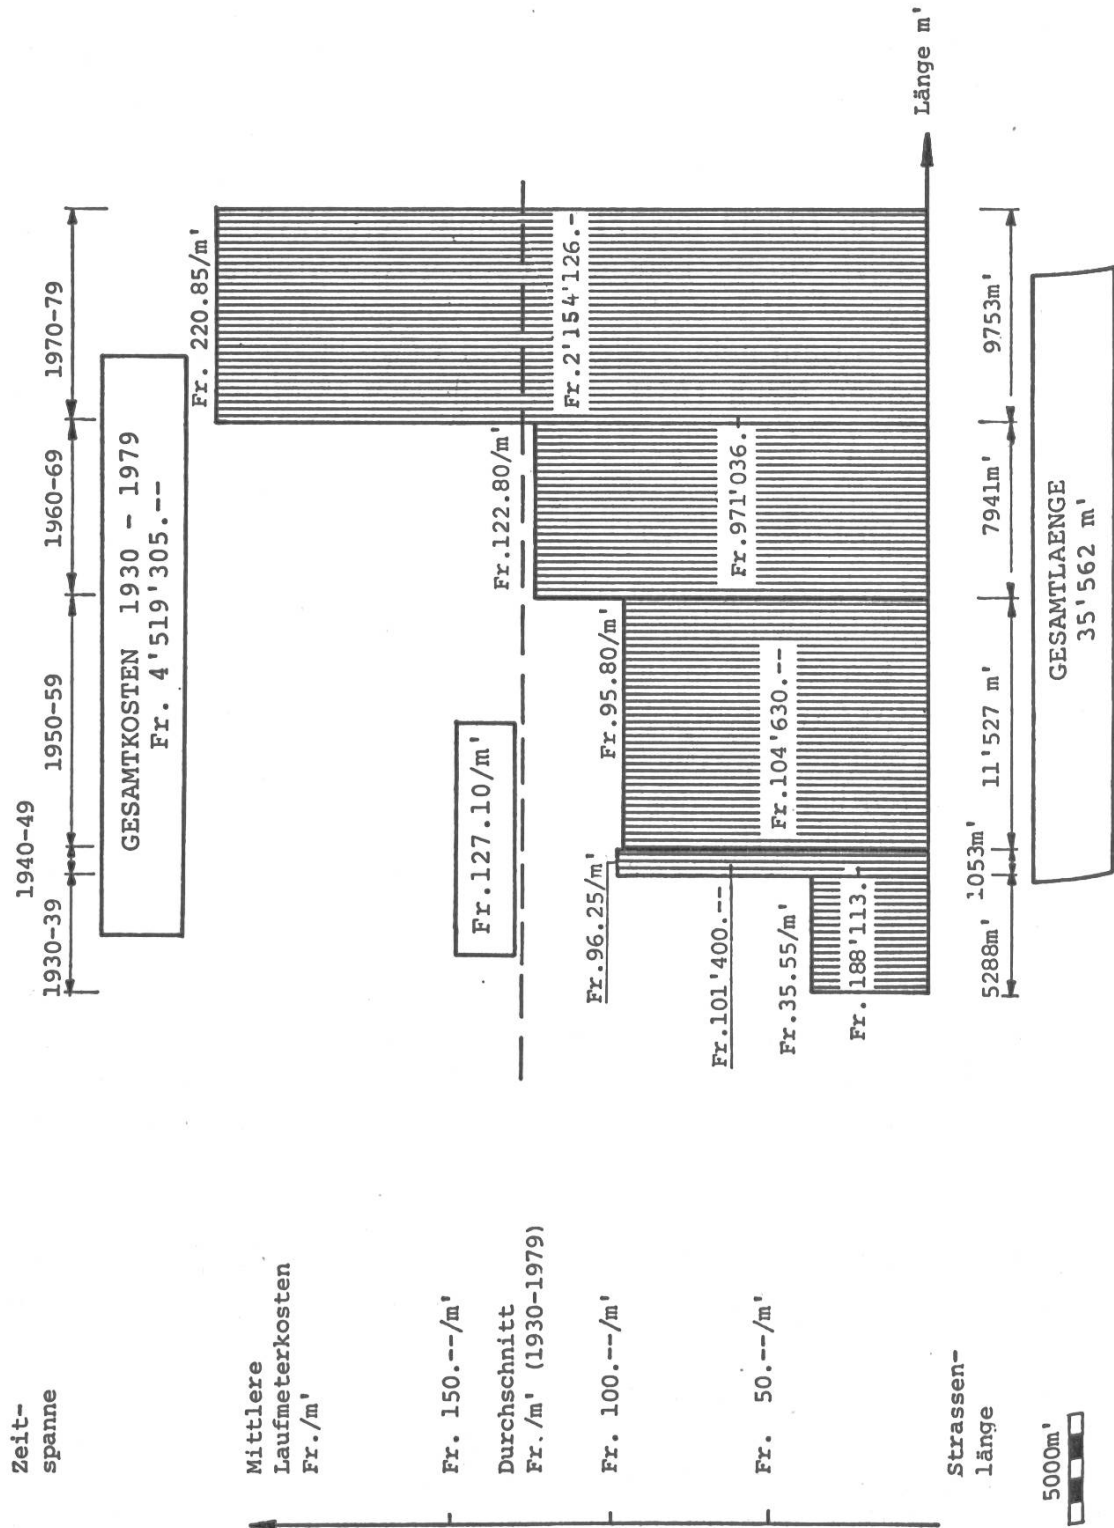 Zeit-
spanne
1930-39
1940-49
1950-59
1960-69
1970-79
GESAMTKOSTEN 1930 - 1979
Fr. 4'519'305.--
Mittlere
Laufmeterkosten
Fr./m'
Fr. 150.--/m'
Durchschnitt
Fr./m' (1930-1979)
Fr. 100.--/m'
Fr. 50.--/m'
Fr.127.10/m'
Fr. 220.85/m'
Fr.122.80/m'
Fr.95.80/m'
Fr.96.25/m'
Fr.101'400.--
Fr.35.55/m'
Fr.188'113.-
Fr.104'630.--
Fr.971'036.-
Fr.2'154'126.-
Länge m'
Strassen-
länge
5288m'
1053m'
11'527 m'
7941m'
9753m'
5000m'
GESAMTLAENGE
35'562 m'